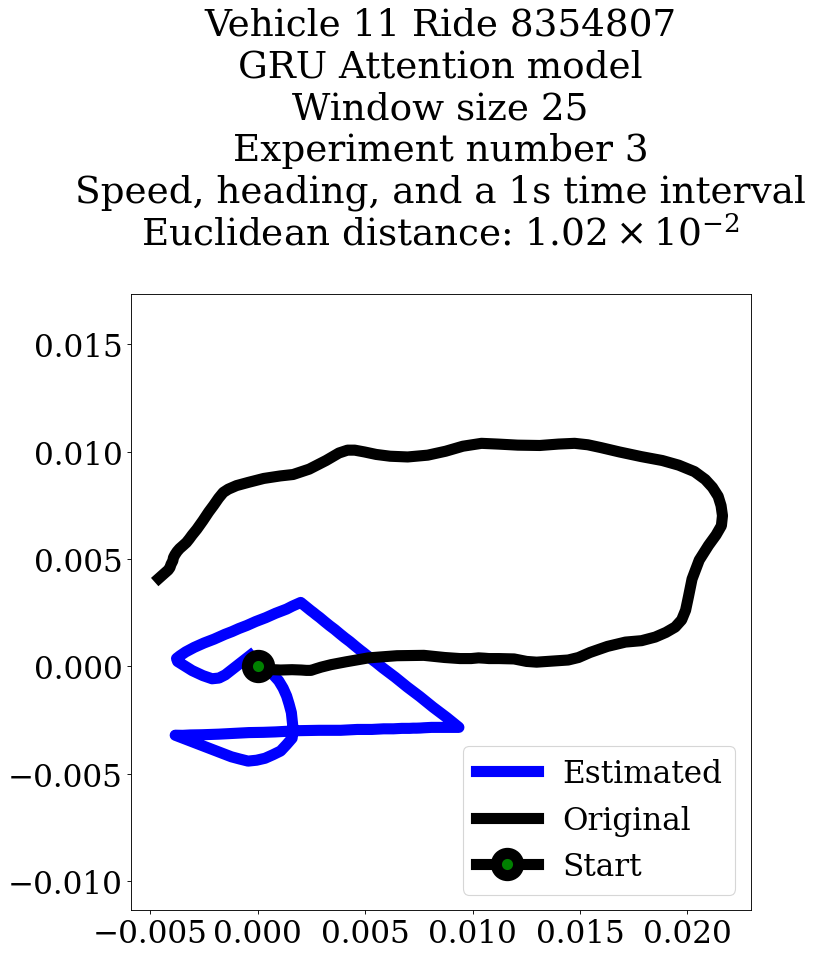 Vehicle 11 Ride 8354807
GRU Attention model
Window size 25
Experiment number 3
Speed, heading, and a 1s time interval
Euclidean distance: 1.02 × 10⁻²
0.015
0.010
0.005
0.000
−0.005
−0.010
Estimated
Original
Start
−0.005 0.000 0.005 0.010 0.015 0.020